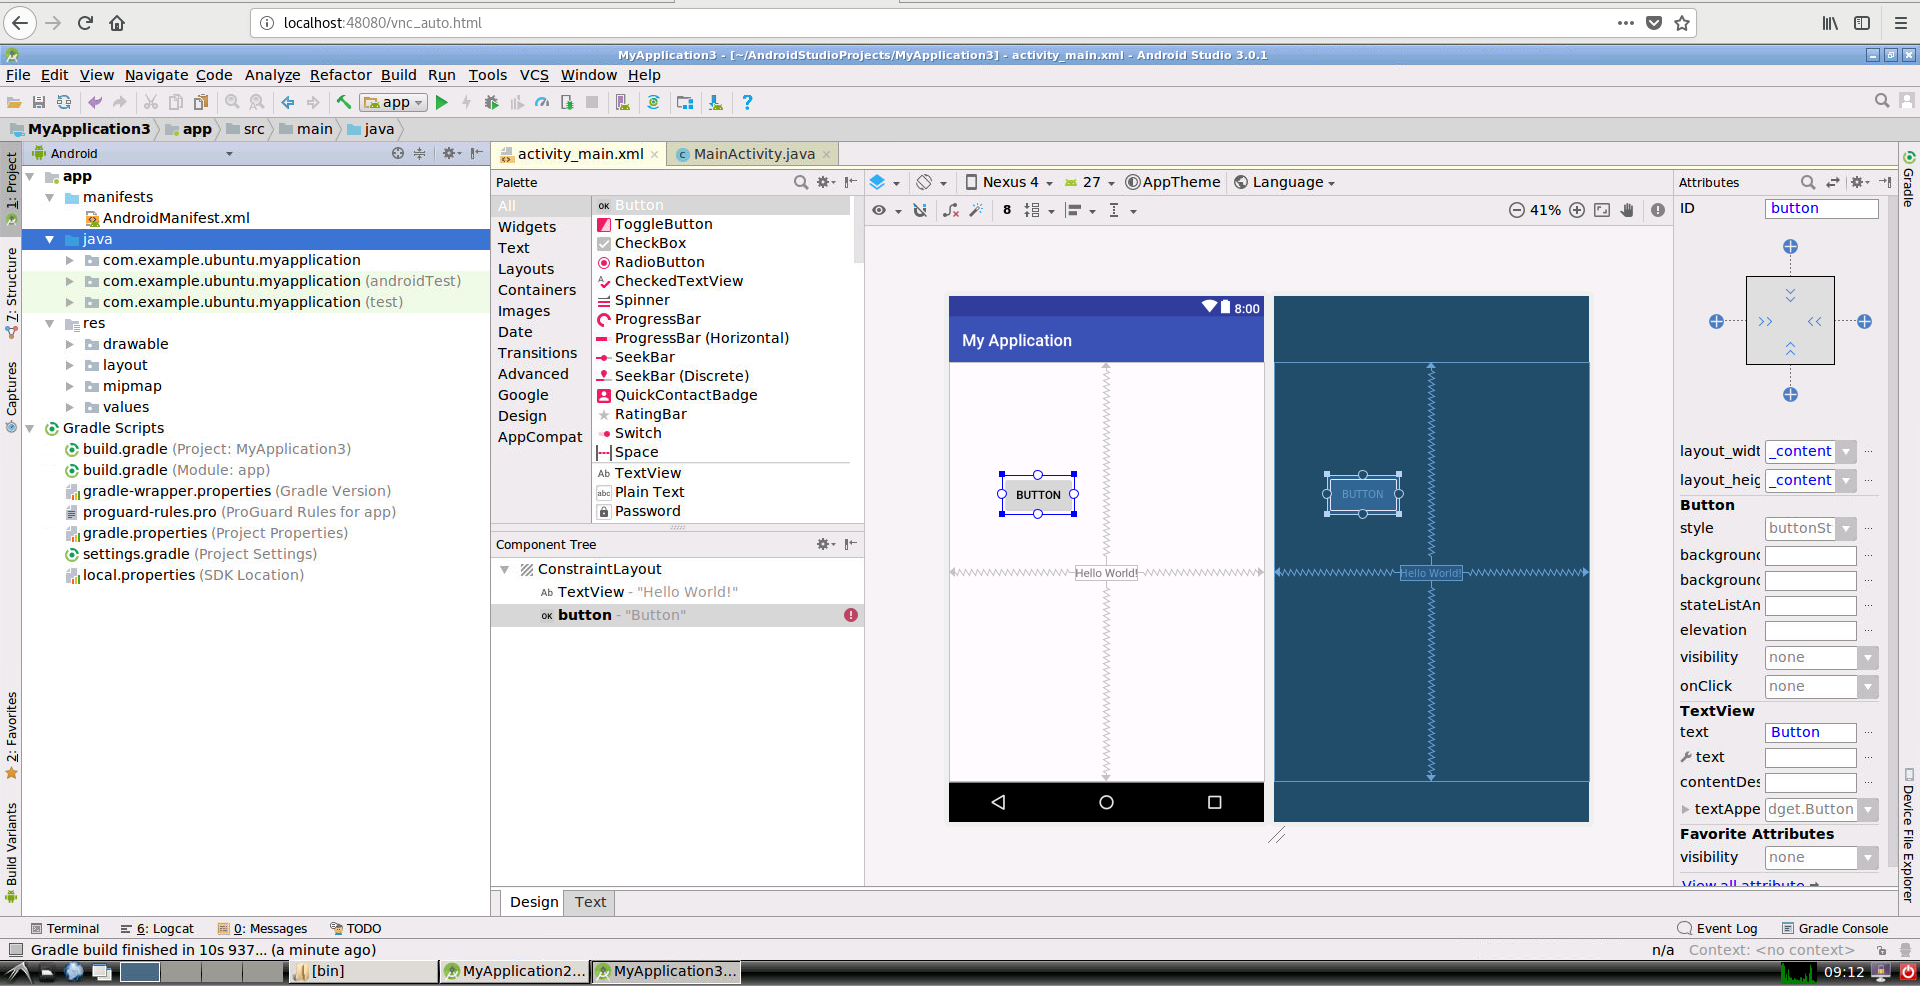 localhost:48080/vnc_auto.html
MyApplication3 - [~/AndroidStudioProjects/MyApplication3] - activity_main.xml - Android Studio 3.0.1
File Edit View Navigate Code Analyze Refactor Build Run Tools VCS Window Help
app
MyApplication3 app src main java
1: Project
7: Structure
Captures
2: Favorites
Build Variants
Android
app
manifests
AndroidManifest.xml
java
com.example.ubuntu.myapplication
com.example.ubuntu.myapplication (androidTest)
com.example.ubuntu.myapplication (test)
res
drawable
layout
mipmap
values
Gradle Scripts
build.gradle (Project: MyApplication3)
build.gradle (Module: app)
gradle-wrapper.properties (Gradle Version)
proguard-rules.pro (ProGuard Rules for app)
gradle.properties (Project Properties)
settings.gradle (Project Settings)
local.properties (SDK Location)
activity_main.xml MainActivity.java
Palette
All
Widgets
Text
Layouts
Containers
Images
Date
Transitions
Advanced
Google
Design
AppCompat
OK Button
ToggleButton
CheckBox
RadioButton
CheckedTextView
Spinner
ProgressBar
ProgressBar (Horizontal)
SeekBar
SeekBar (Discrete)
QuickContactBadge
RatingBar
Switch
Space
Ab TextView
abc Plain Text
Password
Component Tree
ConstraintLayout
Ab TextView - "Hello World!"
OK button - "Button"
Nexus 4 27 AppTheme Language
8 41%
8:00
My Application
BUTTON
Hello World!
BUTTON
Hello World!
Design Text
Attributes
ID button
layout_widt _content
layout_heig _content
Button
style buttonSt
background
background
stateListAn
elevation
visibility none
onClick none
TextView
text Button
text
contentDes
textAppe dget.Button
Favorite Attributes
visibility none
View all attribute
Gradle
Device File Explorer
Terminal 6: Logcat 0: Messages TODO Event Log Gradle Console
Gradle build finished in 10s 937... (a minute ago) n/a Context: <no context>
[bin] MyApplication2... MyApplication3... 09:12